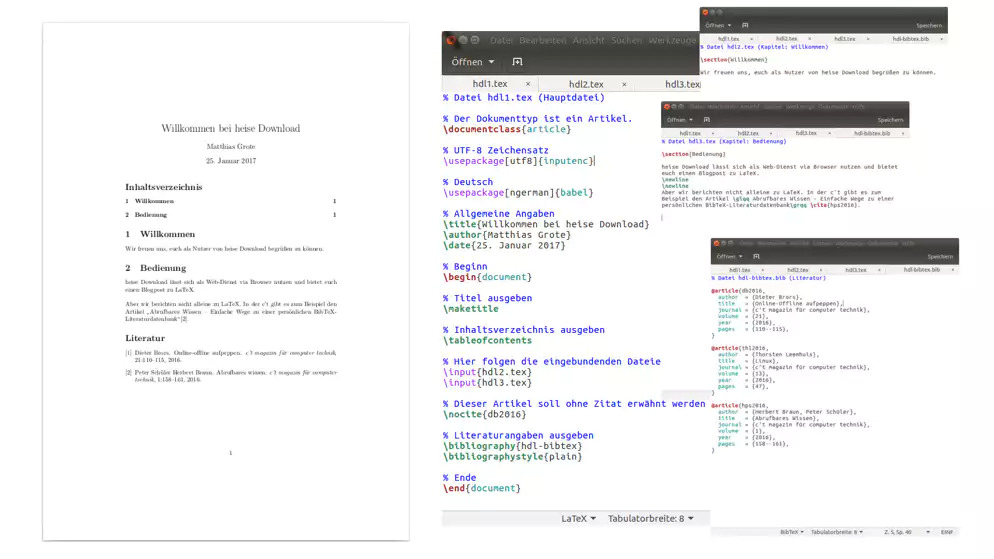 Willkommen bei heise Download
Matthias Grote
25. Januar 2017
Inhaltsverzeichnis
1 Willkommen 1
2 Bedienung 1
1 Willkommen
Wir freuen uns, euch als Nutzer von heise Download begrüßen zu können.
2 Bedienung
heise Download lässt sich als Web-Dienst via Browser nutzen und bietet euch
einen Blogpost zu LaTeX.
Aber wir berichten nicht alleine zu LaTeX. In der c't gibt es zum Beispiel den
Artikel „Abrufbares Wissen – Einfache Wege zu einer persönlichen BibTeX-
Literaturdatenbank“[2].
Literatur
[1] Dieter Brors. Online-offline aufpeppen. c't magazin für computer technik,
21:110–115, 2016.
[2] Peter Schüler Herbert Braun. Abrufbares wissen. c't magazin für computer
technik, 1:158–161, 2016.
1
Datei Bearbeiten Ansicht Suchen Werkzeuge
Öffnen
hdl1.tex × hdl2.tex × hdl3.tex
% Datei hdl1.tex (Hauptdatei)
% Der Dokumenttyp ist ein Artikel.
\documentclass{article}
% UTF-8 Zeichensatz
\usepackage[utf8]{inputenc}
% Deutsch
\usepackage[ngerman]{babel}
% Allgemeine Angaben
\title{Willkommen bei heise Download}
\author{Matthias Grote}
\date{25. Januar 2017}
% Beginn
\begin{document}
% Titel ausgeben
\maketitle
% Inhaltsverzeichnis ausgeben
\tableofcontents
% Hier folgen die eingebundenden Dateie
\input{hdl2.tex}
\input{hdl3.tex}
% Dieser Artikel soll ohne Zitat erwähnt werden
\nocite{db2016}
% Literaturangaben ausgeben
\bibliography{hdl-bibtex}
\bibliographystyle{plain}
% Ende
\end{document}
LaTeX Tabulatorbreite: 8
Öffnen Speichern
hdl1.tex × hdl2.tex × hdl3.tex × hdl-bibtex.bib ×
% Datei hdl2.tex (Kapitel: Willkommen)
\section{Willkommen}
Wir freuen uns, euch als Nutzer von heise Download begrüßen zu können.
Öffnen Speichern
hdl1.tex × hdl2.tex × hdl3.tex × hdl-bibtex.bib ×
% Datei hdl3.tex (Kapitel: Bedienung)
\section{Bedienung}
heise Download lässt sich als Web-Dienst via Browser nutzen und bietet
euch einen Blogpost zu LaTeX.
\newline
\newline
Aber wir berichten nicht alleine zu LaTeX. In der c't gibt es zum
Beispiel den Artikel \glqq Abrufbares Wissen - Einfache Wege zu einer
persönlichen BibTeX-Literaturdatenbank\grqq \cite{hps2016}.
Öffnen Speichern
hdl1.tex × hdl2.tex × hdl3.tex × hdl-bibtex.bib ×
% Datei hdl-bibtex.bib (Literatur)
@article{db2016,
author = {Dieter Brors},
title = {Online-Offline aufpeppen},
journal = {c't magazin für computer technik},
volume = {21},
year = {2016},
pages = {110--115},
}
@article{thl2016,
author = {Thorsten Leemhuis},
title = {Linux},
journal = {c't magazin für computer technik},
volume = {13},
year = {2016},
pages = {47},
}
@article{hps2016,
author = {Herbert Braun, Peter Schüler},
title = {Abrufbares Wissen},
journal = {c't magazin für computer technik},
volume = {1},
year = {2016},
pages = {158--161},
}
BibTeX Tabulatorbreite: 8 Z. 5, Sp. 40 EINF